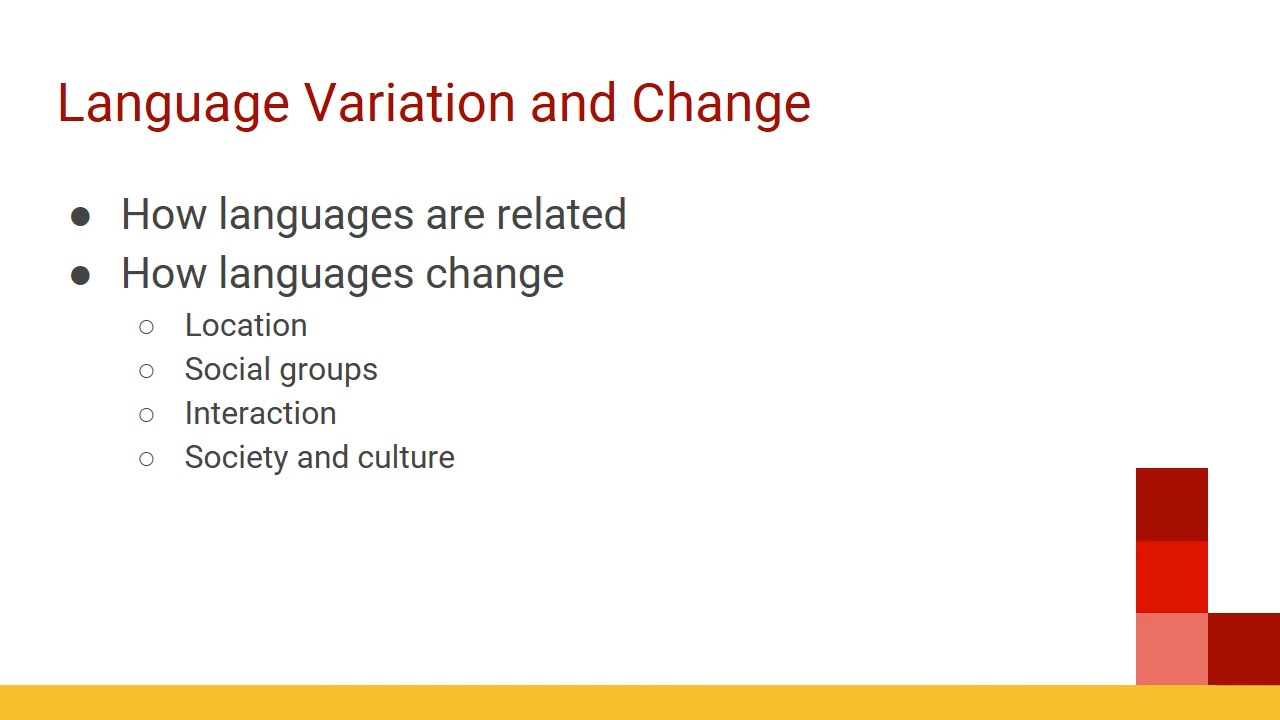 Language Variation and Change
● How languages are related
● How languages change
○ Location
○ Social groups
○ Interaction
○ Society and culture